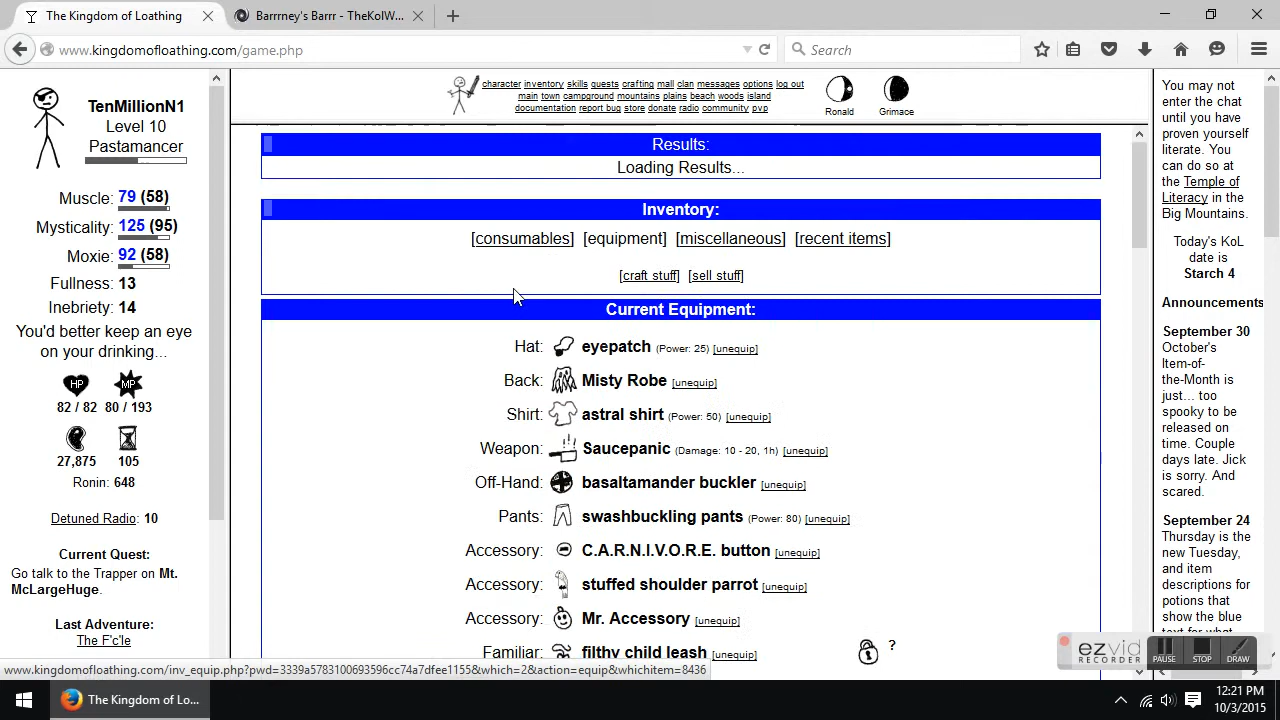 The Kingdom of Loathing
Barrrney's Barrr - TheKolW...
www.kingdomofloathing.com/game.php
Search
TenMillionN1
Level 10
Pastamancer
Muscle: 79 (58)
Mysticality: 125 (95)
Moxie: 92 (58)
Fullness: 13
Inebriety: 14
You'd better keep an eye
on your drinking...
HP MP
82 / 82 80 / 193
27,875 105
Ronin: 648
Detuned Radio: 10
Current Quest:
Go talk to the Trapper on Mt.
McLargeHuge.
Last Adventure:
The F'c'le
character inventory skills quests crafting mall clan messages options log out
main town campground mountains plains beach woods island
documentation report bug store donate radio community pvp
Ronald Grimace
Results:
Loading Results...
Inventory:
[consumables] [equipment] [miscellaneous] [recent items]
[craft stuff] [sell stuff]
Current Equipment:
Hat: eyepatch (Power: 25) [unequip]
Back: Misty Robe [unequip]
Shirt: astral shirt (Power: 50) [unequip]
Weapon: Saucepanic (Damage: 10 - 20, 1h) [unequip]
Off-Hand: basaltamander buckler [unequip]
Pants: swashbuckling pants (Power: 80) [unequip]
Accessory: C.A.R.N.I.V.O.R.E. button [unequip]
Accessory: stuffed shoulder parrot [unequip]
Accessory: Mr. Accessory [unequip]
Familiar: filthy child leash [unequip]
?
You may not
enter the chat
until you have
proven yourself
literate. You
can do so at
the Temple of
Literacy in the
Big Mountains.
Today's KoL
date is
Starch 4
Announcements
September 30
October's
Item-of-
the-Month is
just... too
spooky to be
released on
time. Couple
days late. Jick
is sorry. And
scared.
September 24
Thursday is the
new Tuesday,
and item
descriptions for
potions that
show the blue
text for what
ezvid
RECORDER
PAUSE STOP DRAW
www.kingdomofloathing.com/inv_equip.php?pwd=3339a5783100693596cc74a7dfee1155&which=2&action=equip&whichitem=8436
The Kingdom of Lo...
12:21 PM
10/3/2015